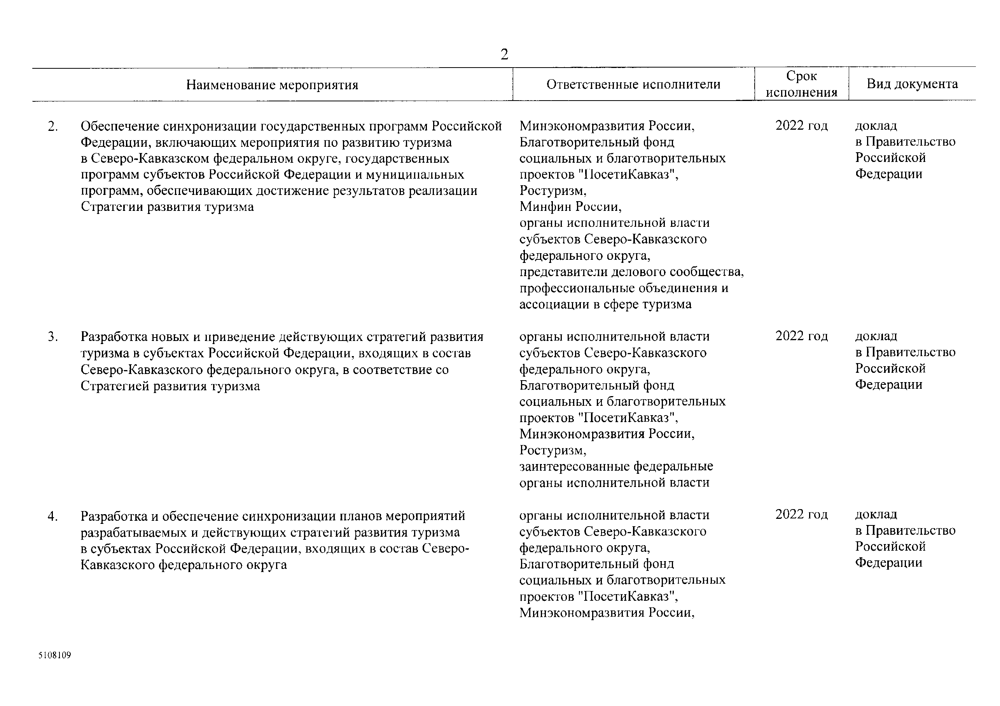 2
Наименование мероприятия
Ответственные исполнители
Срок
исполнения
Вид документа
2.
Обеспечение синхронизации государственных программ Российской
Федерации, включающих мероприятия по развитию туризма
в Северо-Кавказском федеральном округе, государственных
программ субъектов Российской Федерации и муниципальных
программ, обеспечивающих достижение результатов реализации
Стратегии развития туризма
Минэкономразвития России,
Благотворительный фонд
социальных и благотворительных
проектов "ПосетиКавказ",
Ростуризм,
Минфин России,
органы исполнительной власти
субъектов Северо-Кавказского
федерального округа,
представители делового сообщества,
профессиональные объединения и
ассоциации в сфере туризма
2022 год
доклад
в Правительство
Российской
Федерации
3.
Разработка новых и приведение действующих стратегий развития
туризма в субъектах Российской Федерации, входящих в состав
Северо-Кавказского федерального округа, в соответствие со
Стратегией развития туризма
органы исполнительной власти
субъектов Северо-Кавказского
федерального округа,
Благотворительный фонд
социальных и благотворительных
проектов "ПосетиКавказ",
Минэкономразвития России,
Ростуризм,
заинтересованные федеральные
органы исполнительной власти
2022 год
доклад
в Правительство
Российской
Федерации
4.
Разработка и обеспечение синхронизации планов мероприятий
разрабатываемых и действующих стратегий развития туризма
в субъектах Российской Федерации, входящих в состав Северо-
Кавказского федерального округа
органы исполнительной власти
субъектов Северо-Кавказского
федерального округа,
Благотворительный фонд
социальных и благотворительных
проектов "ПосетиКавказ",
Минэкономразвития России,
2022 год
доклад
в Правительство
Российской
Федерации
5108109